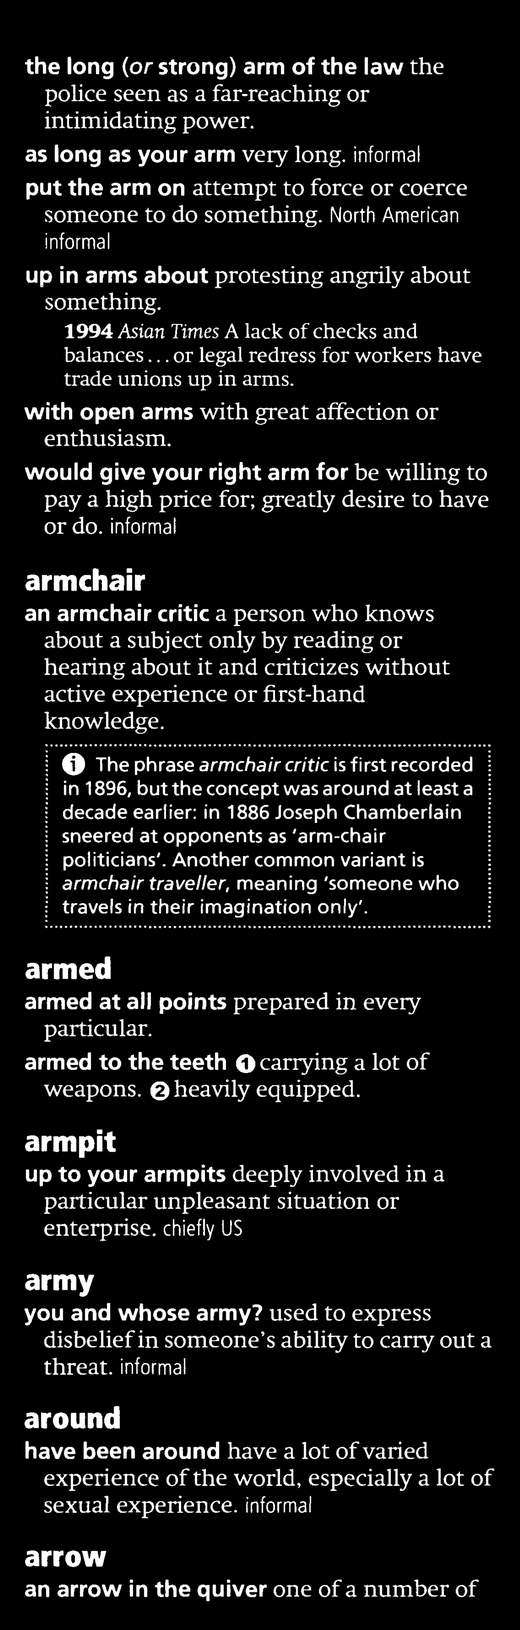 the long (or strong) arm of the law the
police seen as a far-reaching or
intimidating power.
as long as your arm very long. informal
put the arm on attempt to force or coerce
someone to do something. North American
informal
up in arms about protesting angrily about
something.
1994 Asian Times A lack of checks and
balances...or legal redress for workers have
trade unions up in arms.
with open arms with great affection or
enthusiasm.
would give your right arm for be willing to
pay a high price for; greatly desire to have
or do. informal
armchair
an armchair critic a person who knows
about a subject only by reading or
hearing about it and criticizes without
active experience or first-hand
knowledge.
ⓘ The phrase armchair critic is first recorded
in 1896, but the concept was around at least a
decade earlier: in 1886 Joseph Chamberlain
sneered at opponents as 'arm-chair
politicians'. Another common variant is
armchair traveller, meaning 'someone who
travels in their imagination only'.
armed
armed at all points prepared in every
particular.
armed to the teeth ❶ carrying a lot of
weapons. ❷ heavily equipped.
armpit
up to your armpits deeply involved in a
particular unpleasant situation or
enterprise. chiefly US
army
you and whose army? used to express
disbelief in someone's ability to carry out a
threat. informal
around
have been around have a lot of varied
experience of the world, especially a lot of
sexual experience. informal
arrow
an arrow in the quiver one of a number of